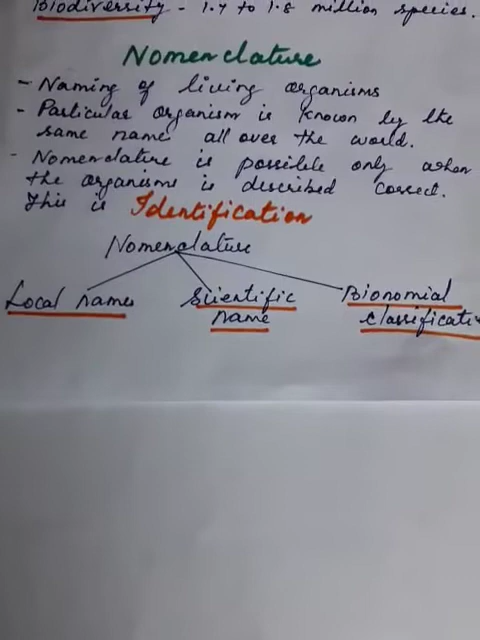 Biodiversity - 1.7 to 1.8 million species.
Nomenclature
- Naming of living organisms
- Particular organism is known by the
same name all over the world.
- Nomenclature is possible only when
the organisms is described correct.
This is Identification
Nomenclature
Local names
Scientific
name
Bionomial
classificati